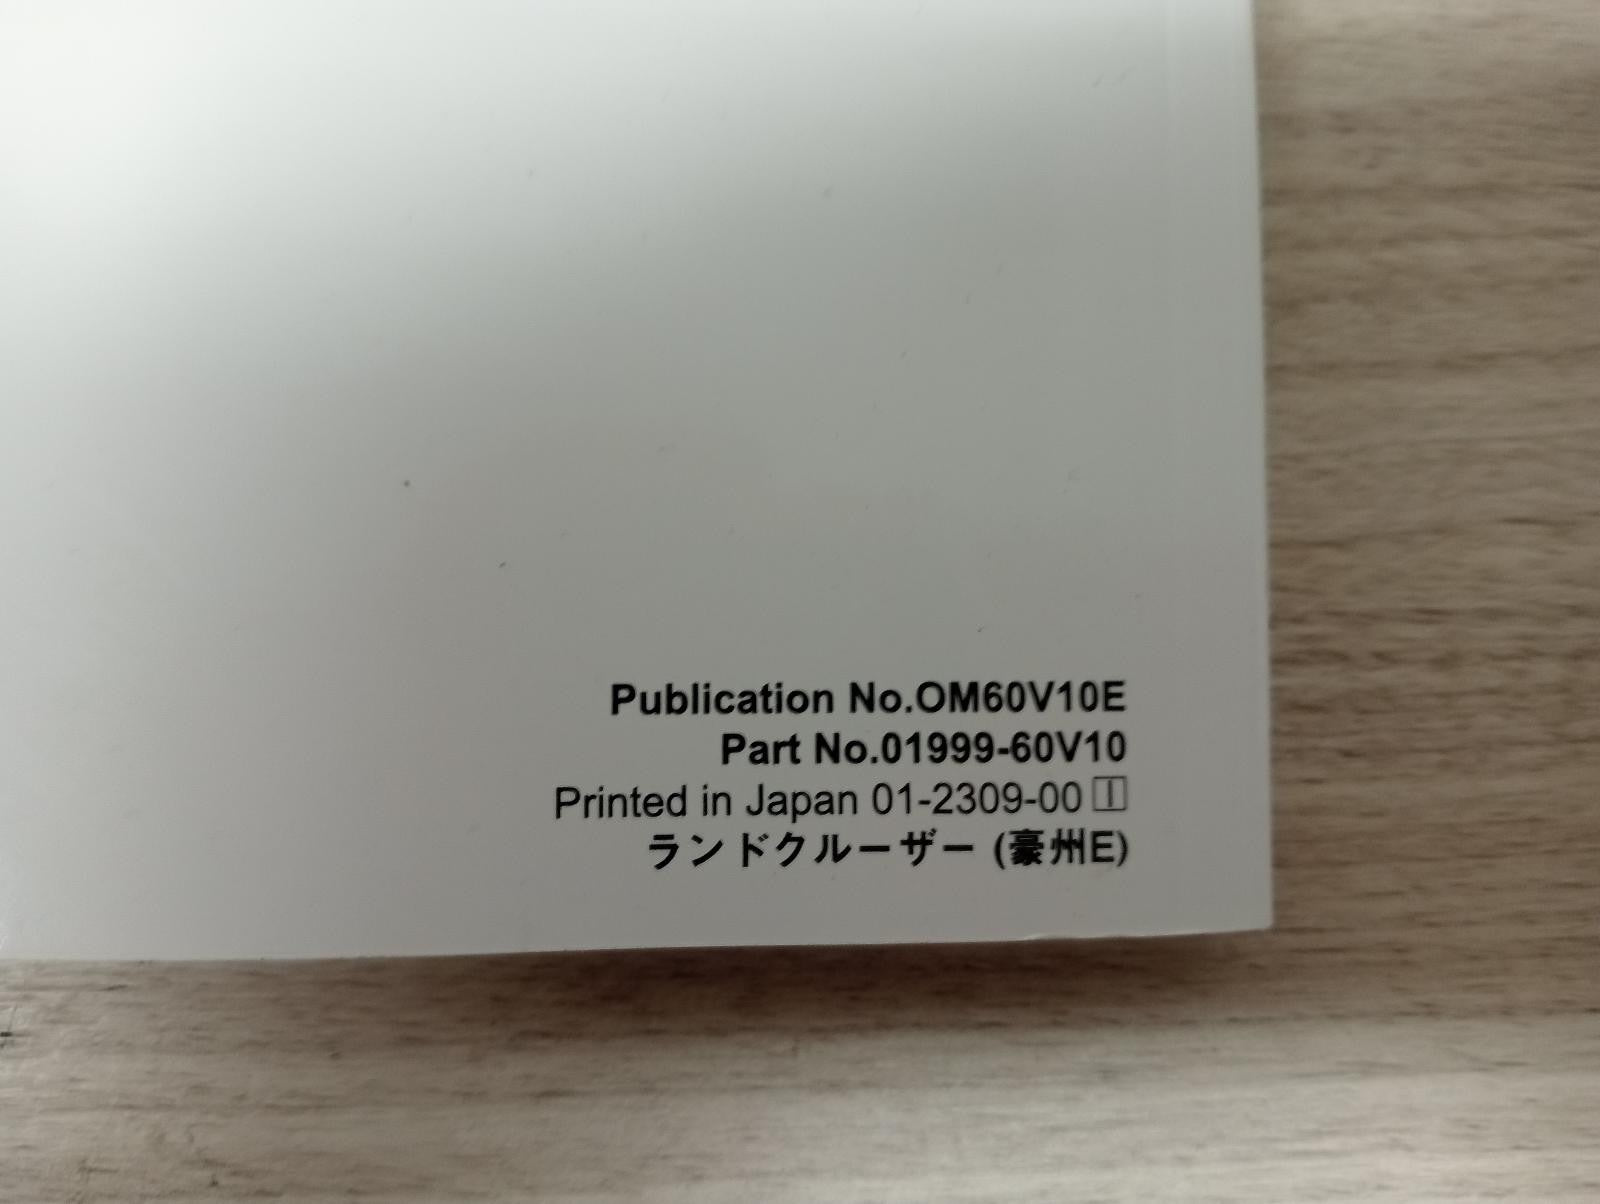 Publication No.OM60V10E
Part No.01999-60V10
Printed in Japan 01-2309-00 I
ランドクルーザー (豪州E)